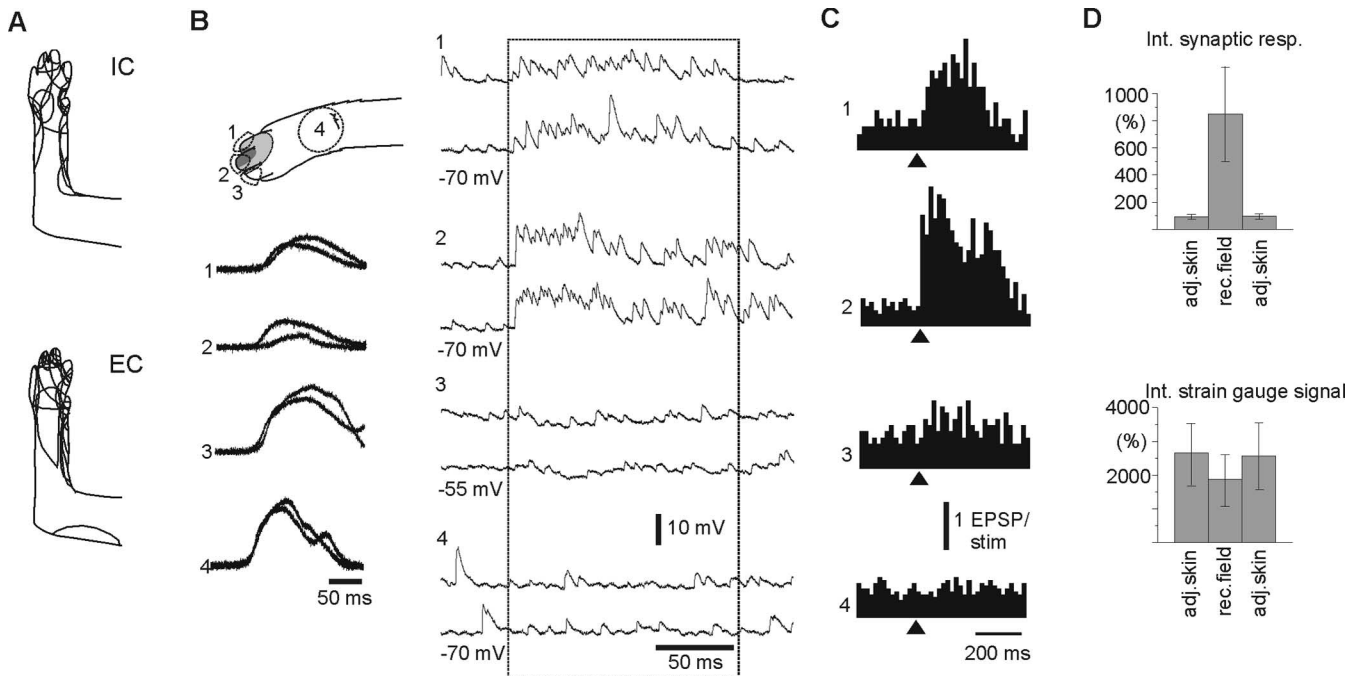 A
IC
EC
B
1
2
3
4
1
2
3
4
50 ms
1
-70 mV
2
-70 mV
3
-55 mV
10 mV
4
-70 mV
50 ms
C
1
2
3
1 EPSP/
stim
4
200 ms
D
Int. synaptic resp.
1000
(%)
800
600
400
200
adj.skin
rec.field
adj.skin
Int. strain gauge signal
4000
(%)
2000
adj.skin
rec.field
adj.skin